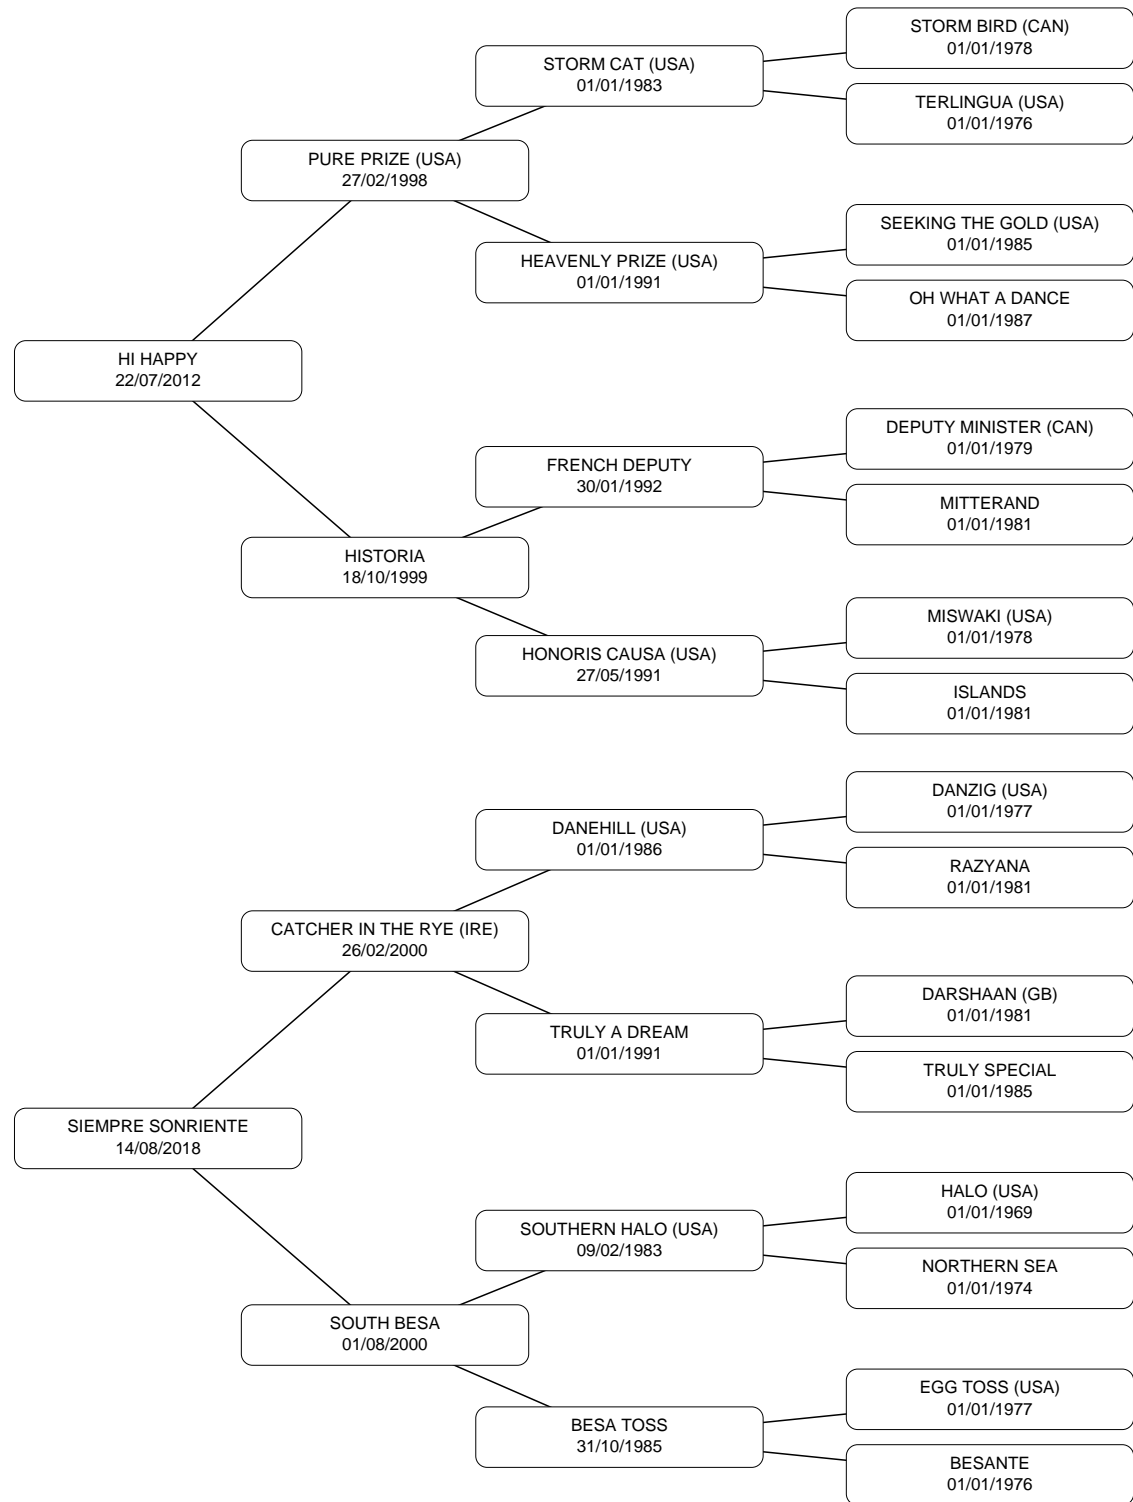 STORM BIRD (CAN)
01/01/1978
STORM CAT (USA)
01/01/1983
TERLINGUA (USA)
01/01/1976
PURE PRIZE (USA)
27/02/1998
SEEKING THE GOLD (USA)
01/01/1985
HEAVENLY PRIZE (USA)
01/01/1991
OH WHAT A DANCE
01/01/1987
HI HAPPY
22/07/2012
DEPUTY MINISTER (CAN)
01/01/1979
FRENCH DEPUTY
30/01/1992
MITTERAND
01/01/1981
HISTORIA
18/10/1999
MISWAKI (USA)
01/01/1978
HONORIS CAUSA (USA)
27/05/1991
ISLANDS
01/01/1981
DANZIG (USA)
01/01/1977
DANEHILL (USA)
01/01/1986
RAZYANA
01/01/1981
CATCHER IN THE RYE (IRE)
26/02/2000
DARSHAAN (GB)
01/01/1981
TRULY A DREAM
01/01/1991
TRULY SPECIAL
01/01/1985
SIEMPRE SONRIENTE
14/08/2018
HALO (USA)
01/01/1969
SOUTHERN HALO (USA)
09/02/1983
NORTHERN SEA
01/01/1974
SOUTH BESA
01/08/2000
EGG TOSS (USA)
01/01/1977
BESA TOSS
31/10/1985
BESANTE
01/01/1976